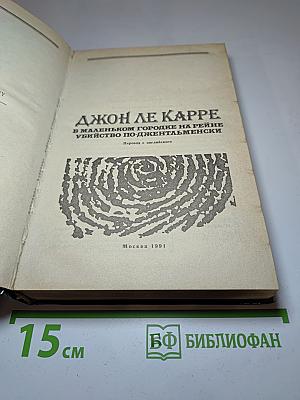 ДЖОН ЛЕ КАРРЕ
В МАЛЕНЬКОМ ГОРОДКЕ НА РЕЙНЕ
УБИЙСТВО ПО-ДЖЕНТЛЬМЕНСКИ
Перевод с английского
Москва 1991
15 см
БФ БИБЛИОФАН